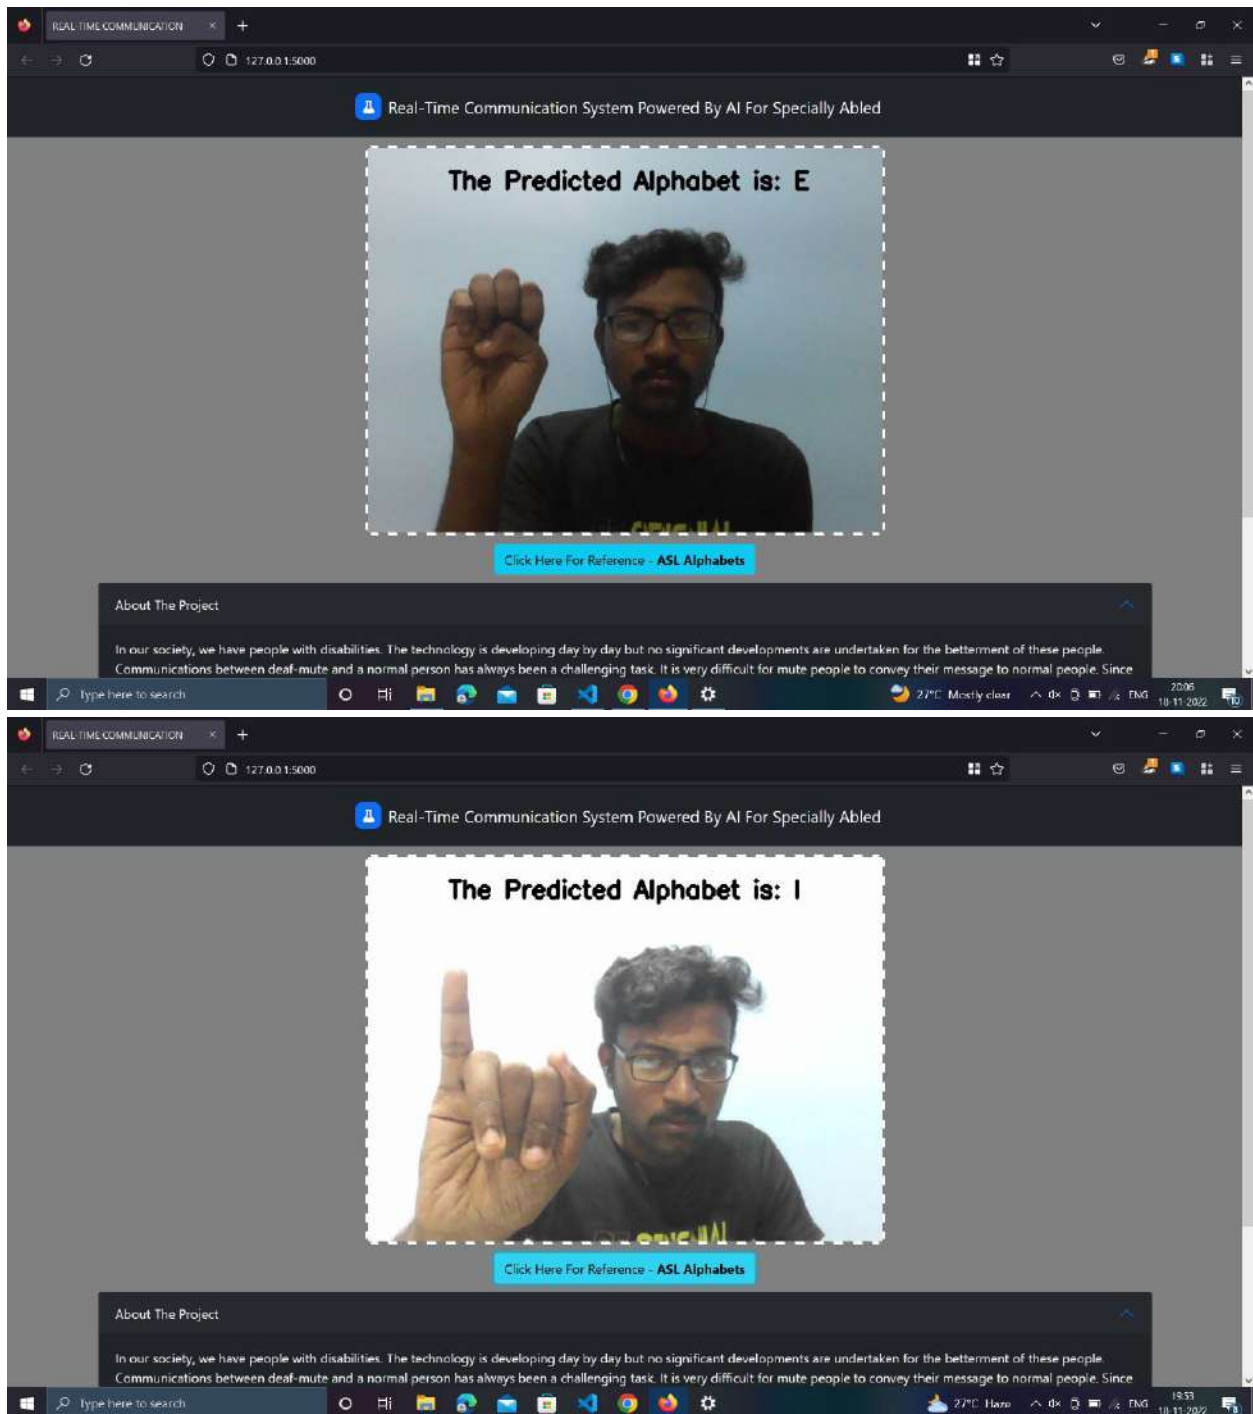 REAL-TIME COMMUNICATION
127.0.0.1:5000
Real-Time Communication System Powered By AI For Specially Abled
The Predicted Alphabet is: E
Click Here For Reference - ASL Alphabets
About The Project
In our society, we have people with disabilities. The technology is developing day by day but no significant developments are undertaken for the betterment of these people.
Communications between deaf-mute and a normal person has always been a challenging task. It is very difficult for mute people to convey their message to normal people. Since
Type here to search
27°C Mostly clear
ENG
20:06
18-11-2022
REAL-TIME COMMUNICATION
127.0.0.1:5000
Real-Time Communication System Powered By AI For Specially Abled
The Predicted Alphabet is: I
Click Here For Reference - ASL Alphabets
About The Project
In our society, we have people with disabilities. The technology is developing day by day but no significant developments are undertaken for the betterment of these people.
Communications between deaf-mute and a normal person has always been a challenging task. It is very difficult for mute people to convey their message to normal people. Since
Type here to search
27°C Haze
ENG
19:53
18-11-2022